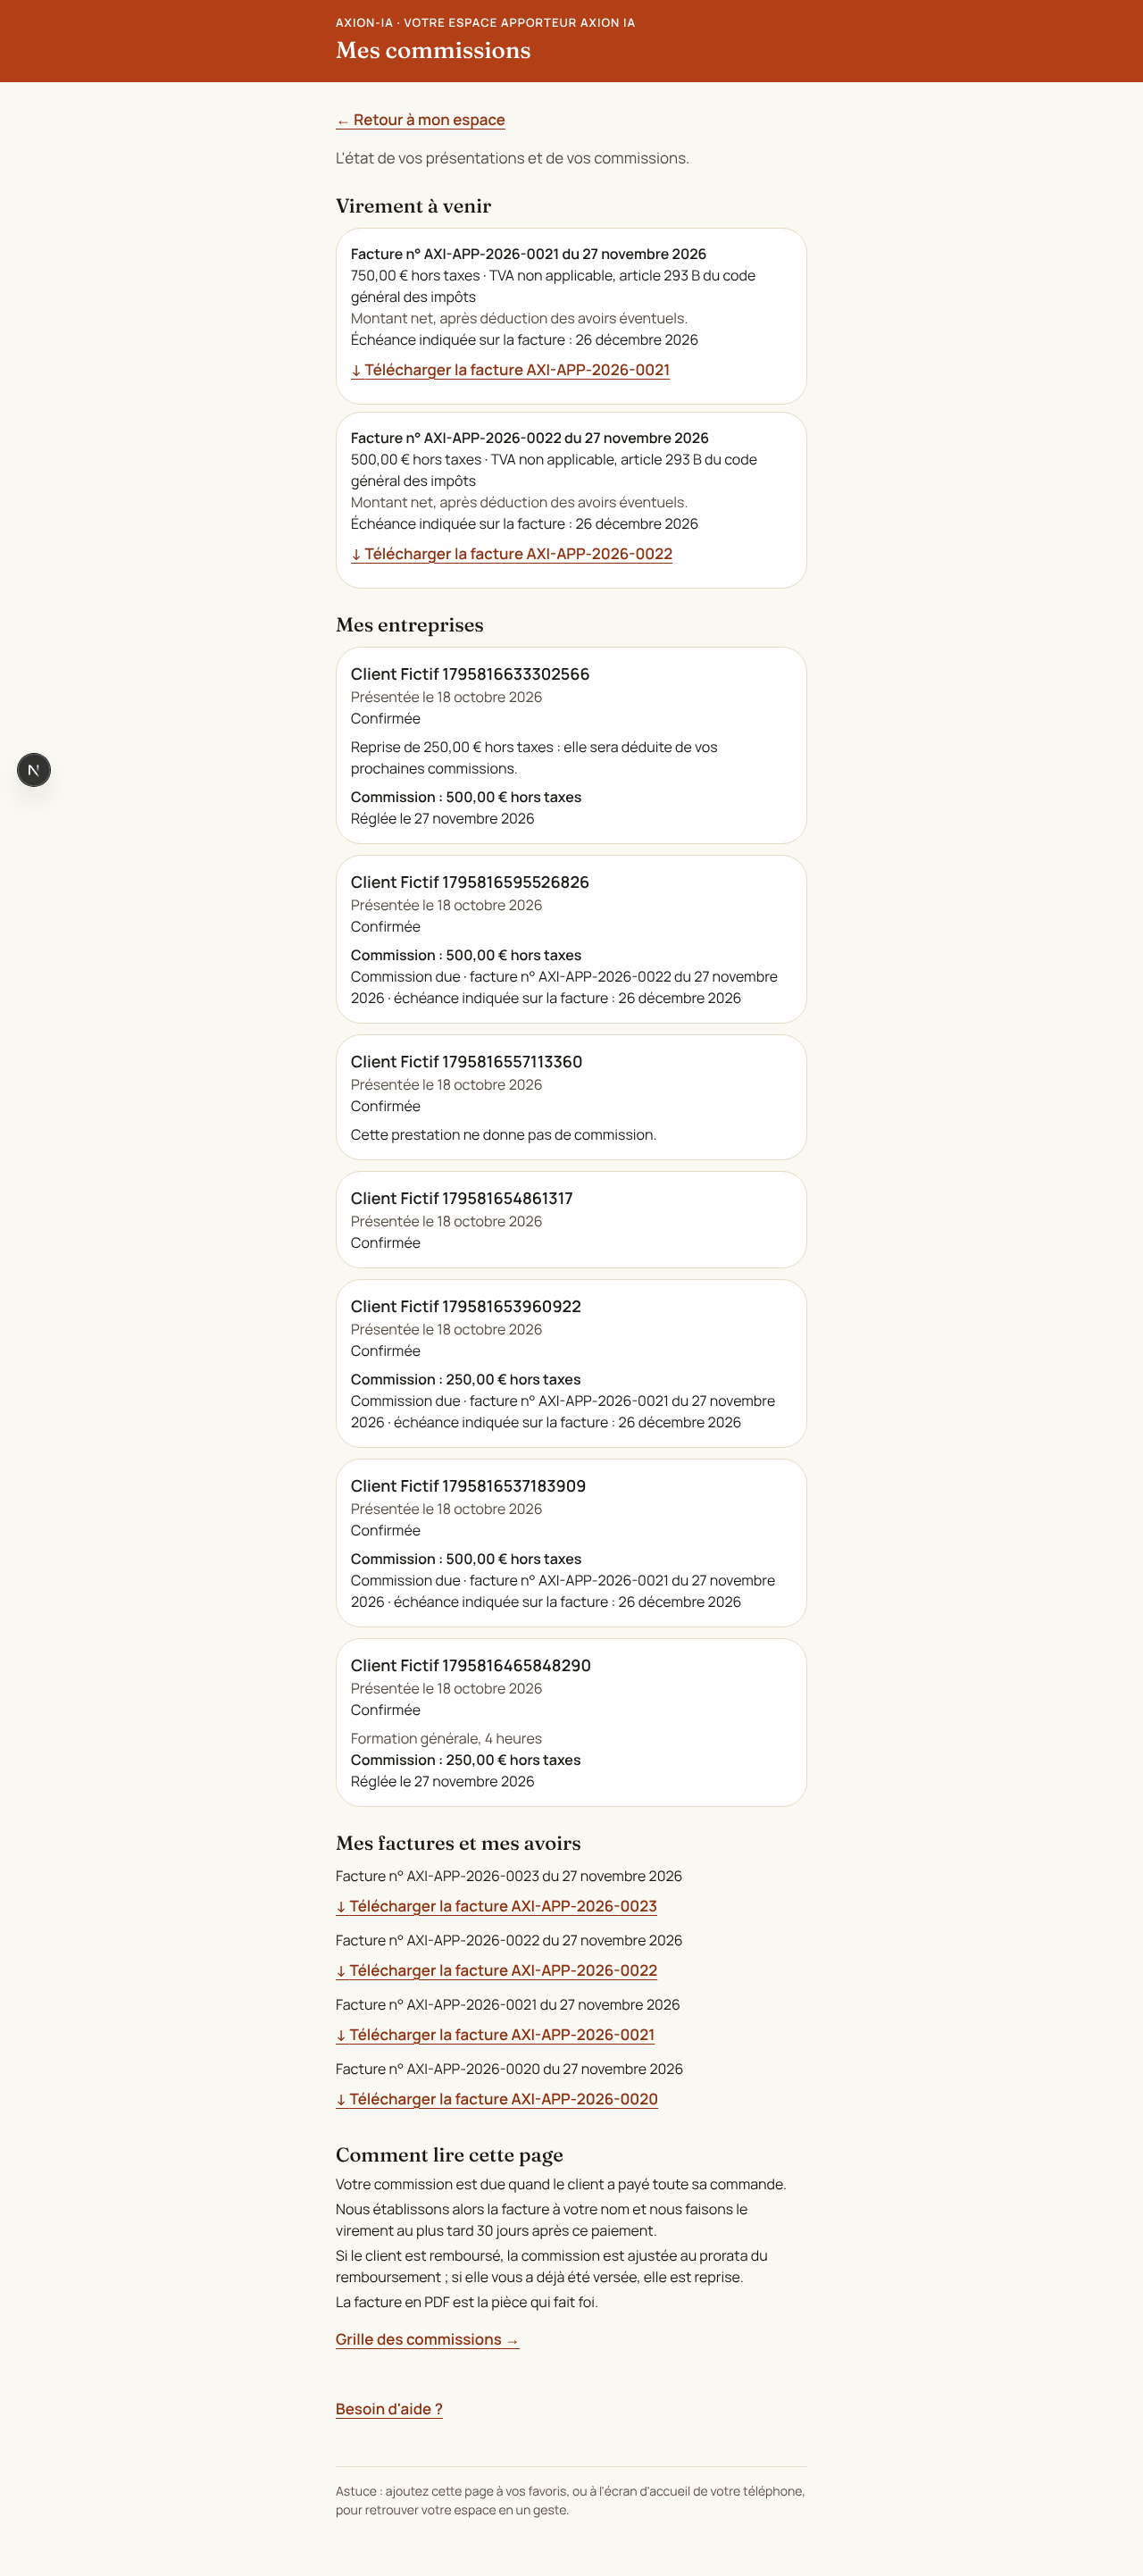 AXION-IA · VOTRE ESPACE APPORTEUR AXION IA
Mes commissions
← Retour à mon espace
L'état de vos présentations et de vos commissions.
Virement à venir
Facture n° AXI-APP-2026-0021 du 27 novembre 2026
750,00 € hors taxes · TVA non applicable, article 293 B du code
général des impôts
Montant net, après déduction des avoirs éventuels.
Échéance indiquée sur la facture : 26 décembre 2026
↓ Télécharger la facture AXI-APP-2026-0021
Facture n° AXI-APP-2026-0022 du 27 novembre 2026
500,00 € hors taxes · TVA non applicable, article 293 B du code
général des impôts
Montant net, après déduction des avoirs éventuels.
Échéance indiquée sur la facture : 26 décembre 2026
↓ Télécharger la facture AXI-APP-2026-0022
Mes entreprises
Client Fictif 1795816633302566
Présentée le 18 octobre 2026
Confirmée
Reprise de 250,00 € hors taxes : elle sera déduite de vos
prochaines commissions.
Commission : 500,00 € hors taxes
Réglée le 27 novembre 2026
Client Fictif 1795816595526826
Présentée le 18 octobre 2026
Confirmée
Commission : 500,00 € hors taxes
Commission due · facture n° AXI-APP-2026-0022 du 27 novembre
2026 · échéance indiquée sur la facture : 26 décembre 2026
Client Fictif 1795816557113360
Présentée le 18 octobre 2026
Confirmée
Cette prestation ne donne pas de commission.
Client Fictif 179581654861317
Présentée le 18 octobre 2026
Confirmée
Client Fictif 179581653960922
Présentée le 18 octobre 2026
Confirmée
Commission : 250,00 € hors taxes
Commission due · facture n° AXI-APP-2026-0021 du 27 novembre
2026 · échéance indiquée sur la facture : 26 décembre 2026
Client Fictif 1795816537183909
Présentée le 18 octobre 2026
Confirmée
Commission : 500,00 € hors taxes
Commission due · facture n° AXI-APP-2026-0021 du 27 novembre
2026 · échéance indiquée sur la facture : 26 décembre 2026
Client Fictif 1795816465848290
Présentée le 18 octobre 2026
Confirmée
Formation générale, 4 heures
Commission : 250,00 € hors taxes
Réglée le 27 novembre 2026
Mes factures et mes avoirs
Facture n° AXI-APP-2026-0023 du 27 novembre 2026
↓ Télécharger la facture AXI-APP-2026-0023
Facture n° AXI-APP-2026-0022 du 27 novembre 2026
↓ Télécharger la facture AXI-APP-2026-0022
Facture n° AXI-APP-2026-0021 du 27 novembre 2026
↓ Télécharger la facture AXI-APP-2026-0021
Facture n° AXI-APP-2026-0020 du 27 novembre 2026
↓ Télécharger la facture AXI-APP-2026-0020
Comment lire cette page
Votre commission est due quand le client a payé toute sa commande.
Nous établissons alors la facture à votre nom et nous faisons le
virement au plus tard 30 jours après ce paiement.
Si le client est remboursé, la commission est ajustée au prorata du
remboursement ; si elle vous a déjà été versée, elle est reprise.
La facture en PDF est la pièce qui fait foi.
Grille des commissions →
Besoin d'aide ?
Astuce : ajoutez cette page à vos favoris, ou à l'écran d'accueil de votre téléphone,
pour retrouver votre espace en un geste.